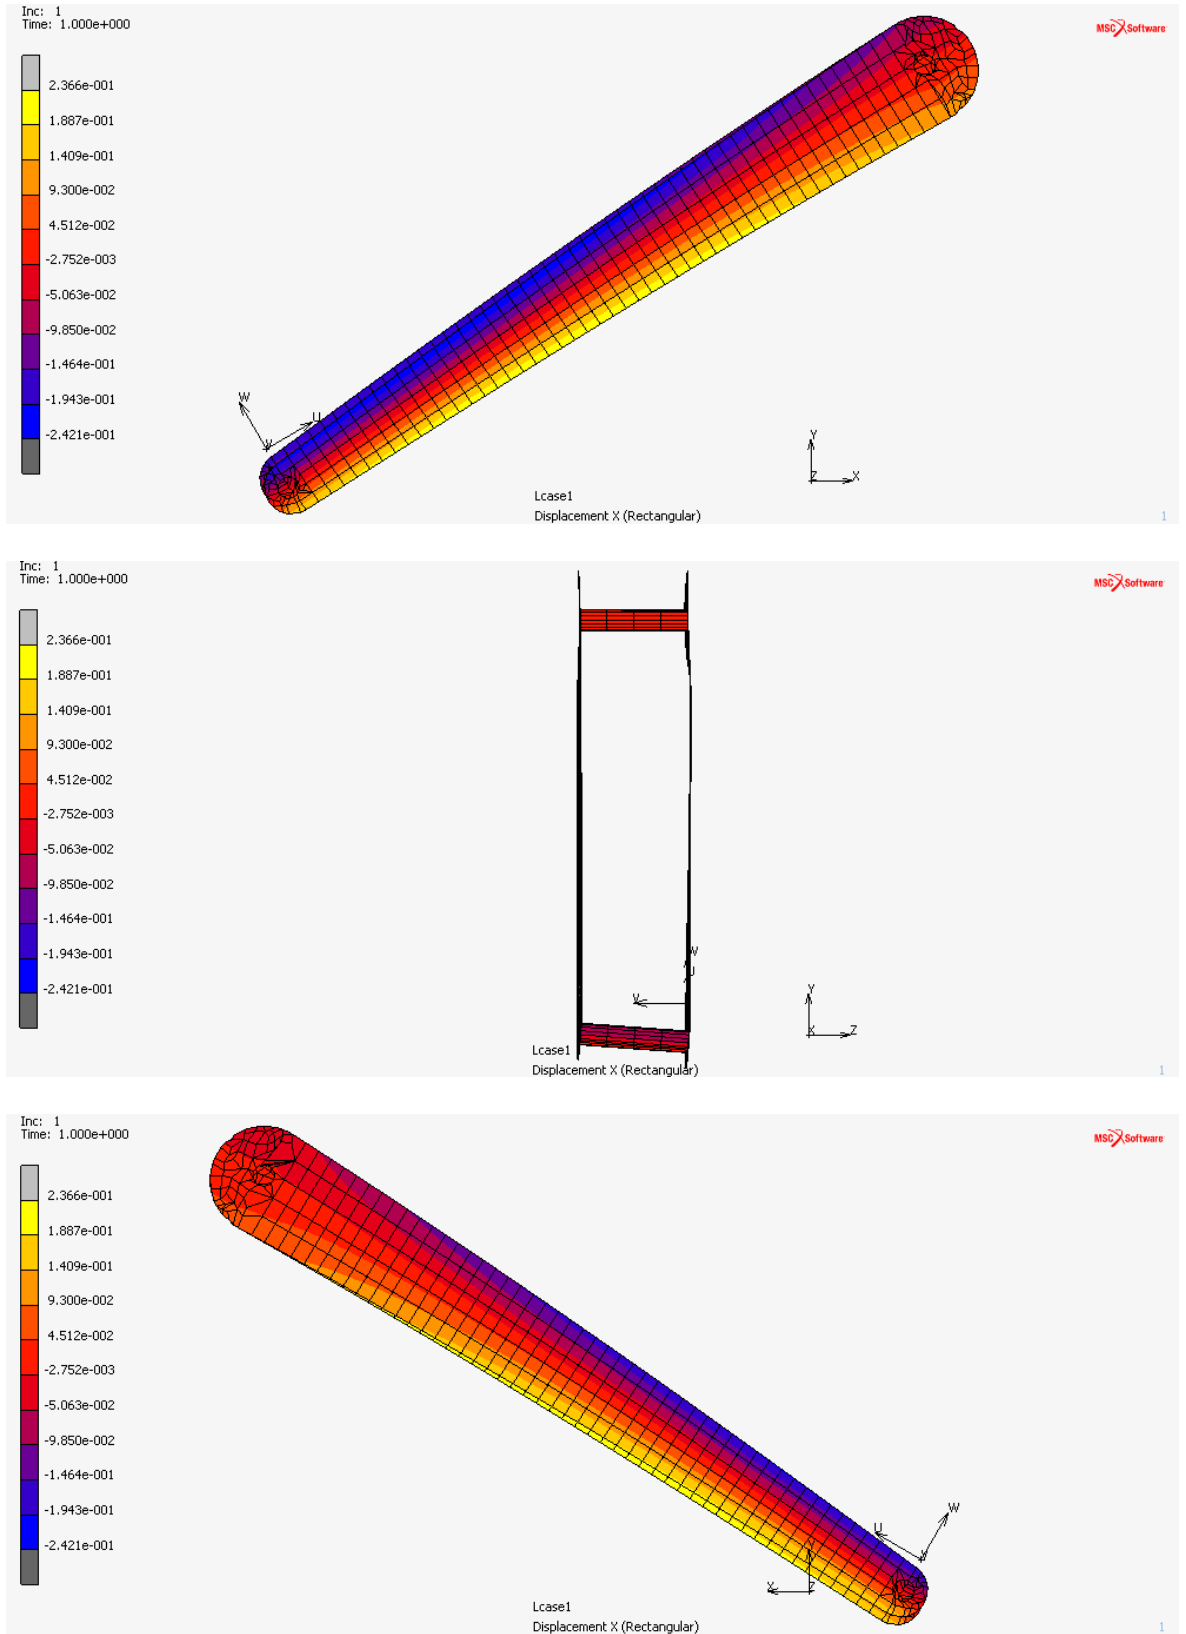 Inc: 1
Time: 1.000e+000
MSC Software
2.366e-001
1.887e-001
1.409e-001
9.300e-002
4.512e-002
-2.752e-003
-5.063e-002
-9.850e-002
-1.464e-001
-1.943e-001
-2.421e-001
W
U
V
Y
Z
X
Lcase1
Displacement X (Rectangular)
1
Inc: 1
Time: 1.000e+000
MSC Software
2.366e-001
1.887e-001
1.409e-001
9.300e-002
4.512e-002
-2.752e-003
-5.063e-002
-9.850e-002
-1.464e-001
-1.943e-001
-2.421e-001
W
U
V
Y
X
Z
Lcase1
Displacement X (Rectangular)
1
Inc: 1
Time: 1.000e+000
MSC Software
2.366e-001
1.887e-001
1.409e-001
9.300e-002
4.512e-002
-2.752e-003
-5.063e-002
-9.850e-002
-1.464e-001
-1.943e-001
-2.421e-001
W
U
V
Y
X
Z
Lcase1
Displacement X (Rectangular)
1